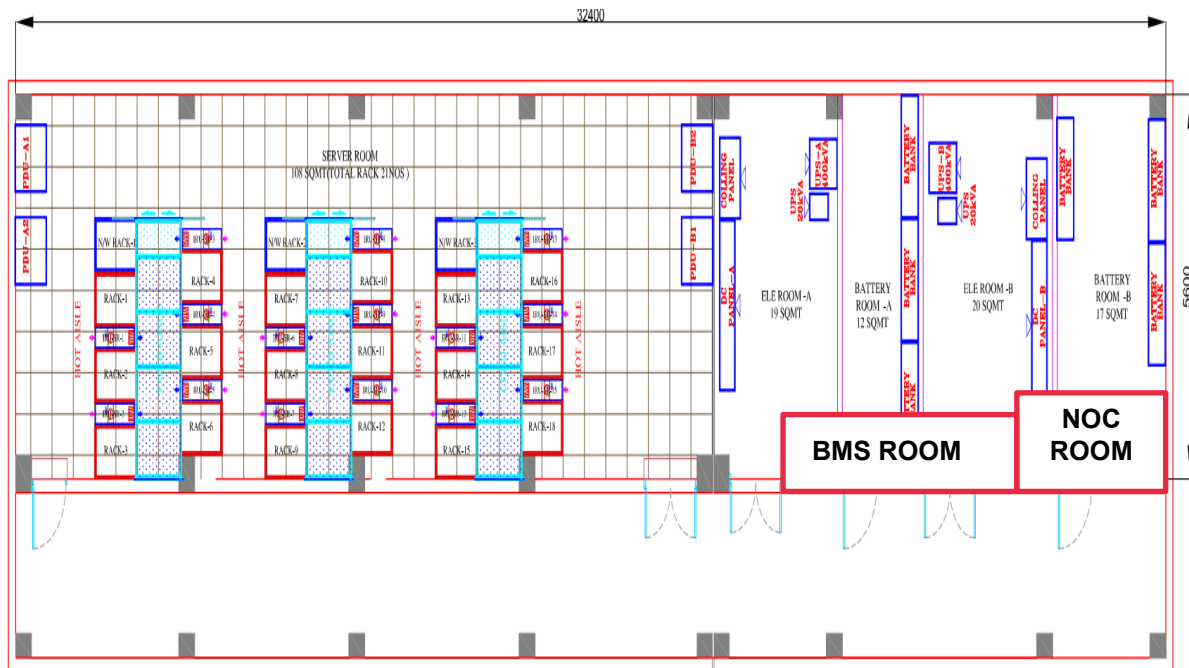 32400
5600
SERVER ROOM
108 SQMT(TOTAL RACK 21NOS )
PDU-A1
PDU-A2
PDU-B2
PDU-B1
N/W RACK-1
RACK-1
RACK-2
RACK-3
RACK-4
RACK-5
RACK-6
HOT AISLE
HOT AISLE
N/W RACK-
RACK-7
RACK-8
RACK-9
RACK-10
RACK-11
RACK-12
HOT AISLE
N/W RACK-
RACK-13
RACK-14
RACK-15
RACK-16
RACK-17
RACK-18
HOT AISLE
COLLING
PANEL
DC
PANEL-A
UPS-A
400kVA
UPS
20kVA
ELE ROOM -A
19 SQMT
BATTERY
ROOM -A
12 SQMT
BATTERY
BANK
BATTERY
BANK
BATTERY
BANK
UPS-B
400kVA
UPS
20kVA
ELE ROOM -B
20 SQMT
COLLING
PANEL
DC
PANEL-B
BATTERY
BANK
BATTERY
ROOM -B
17 SQMT
BATTERY
BANK
BATTERY
BANK
BMS ROOM
NOC
ROOM